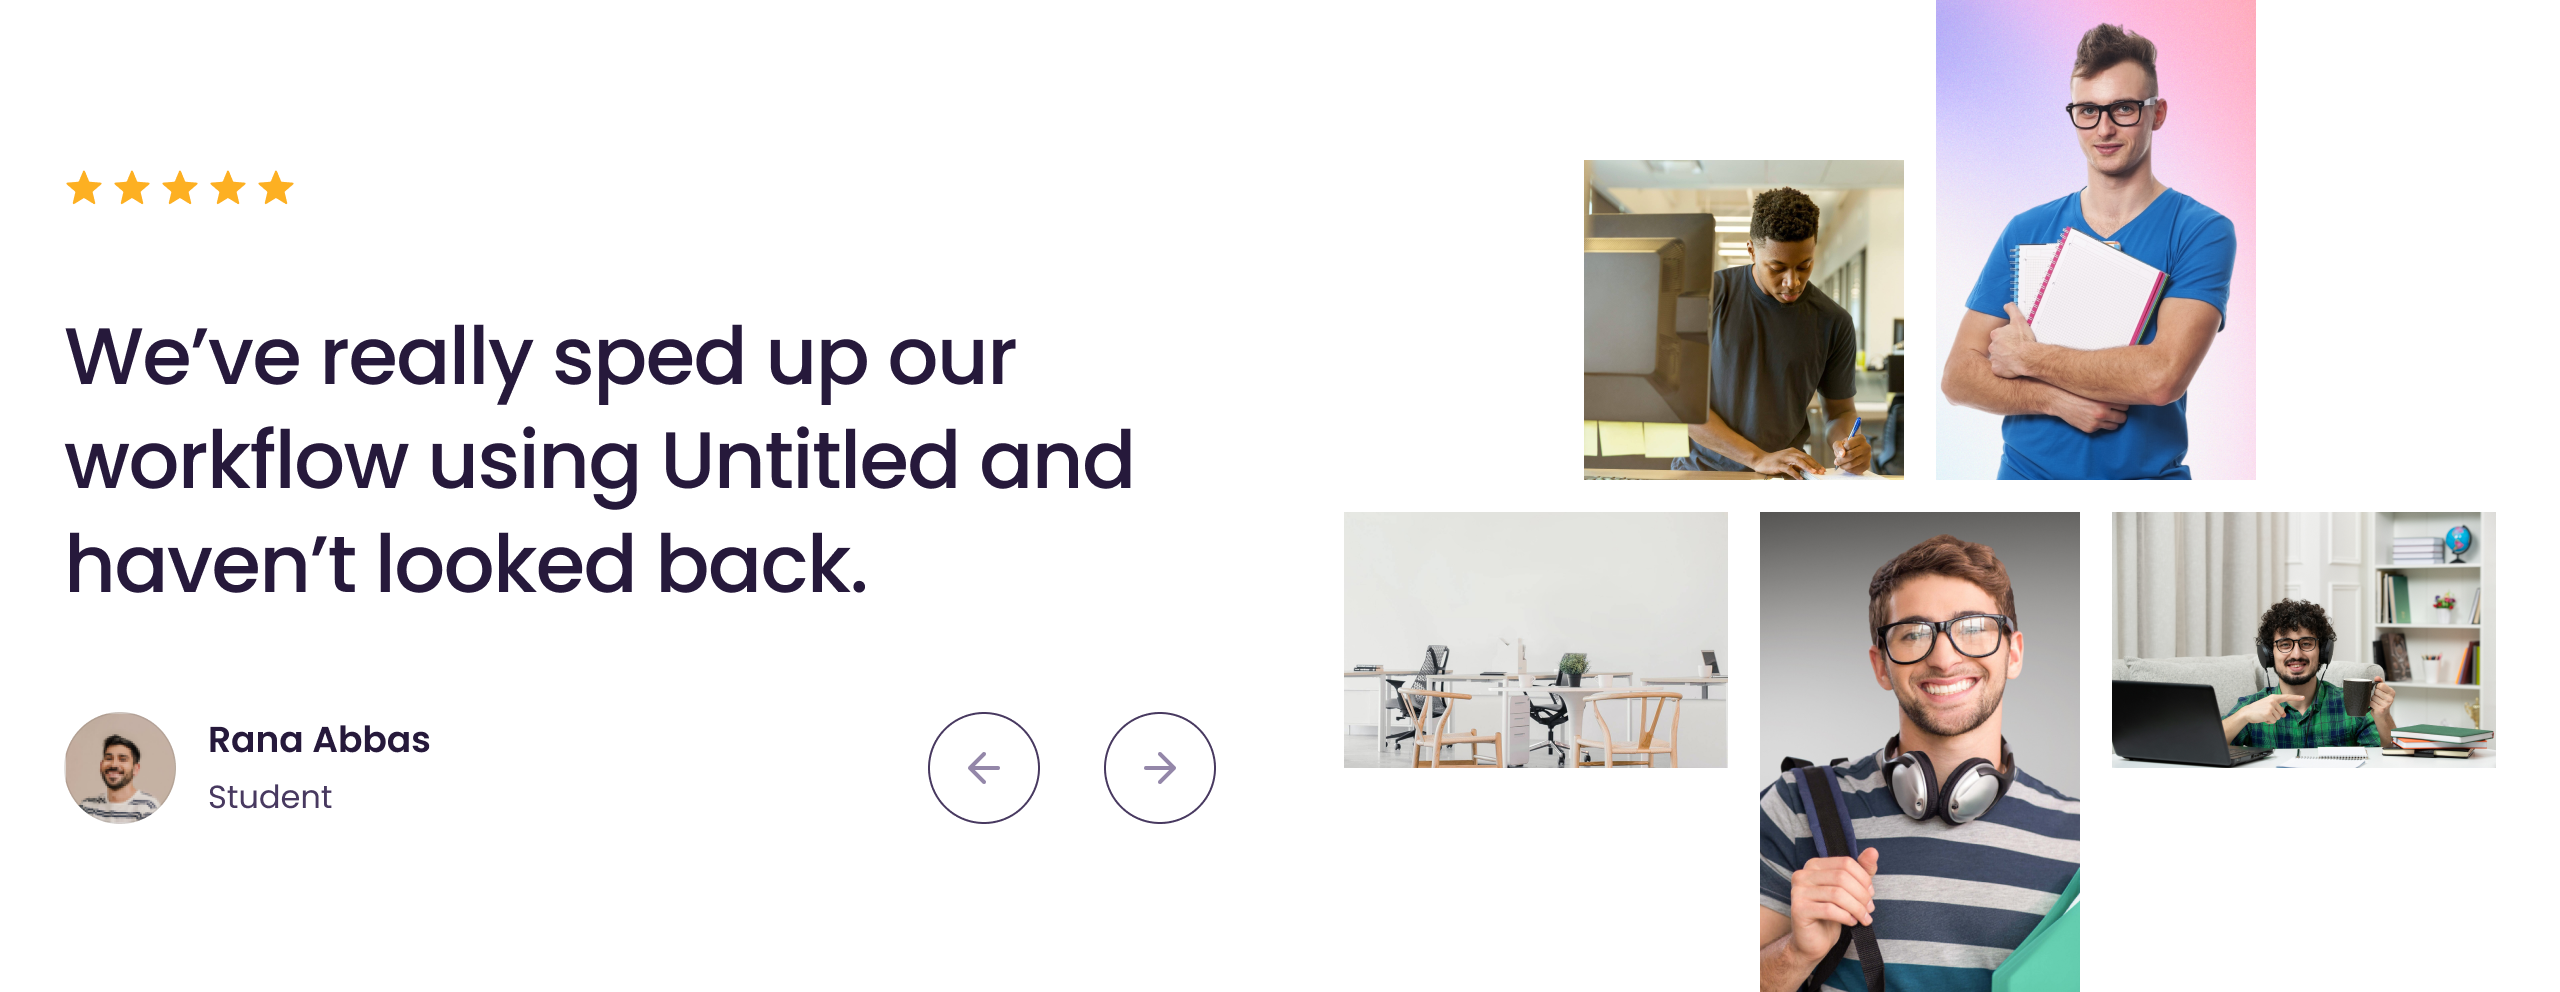 We’ve really sped up our
workflow using Untitled and
haven’t looked back.
Rana Abbas
Student